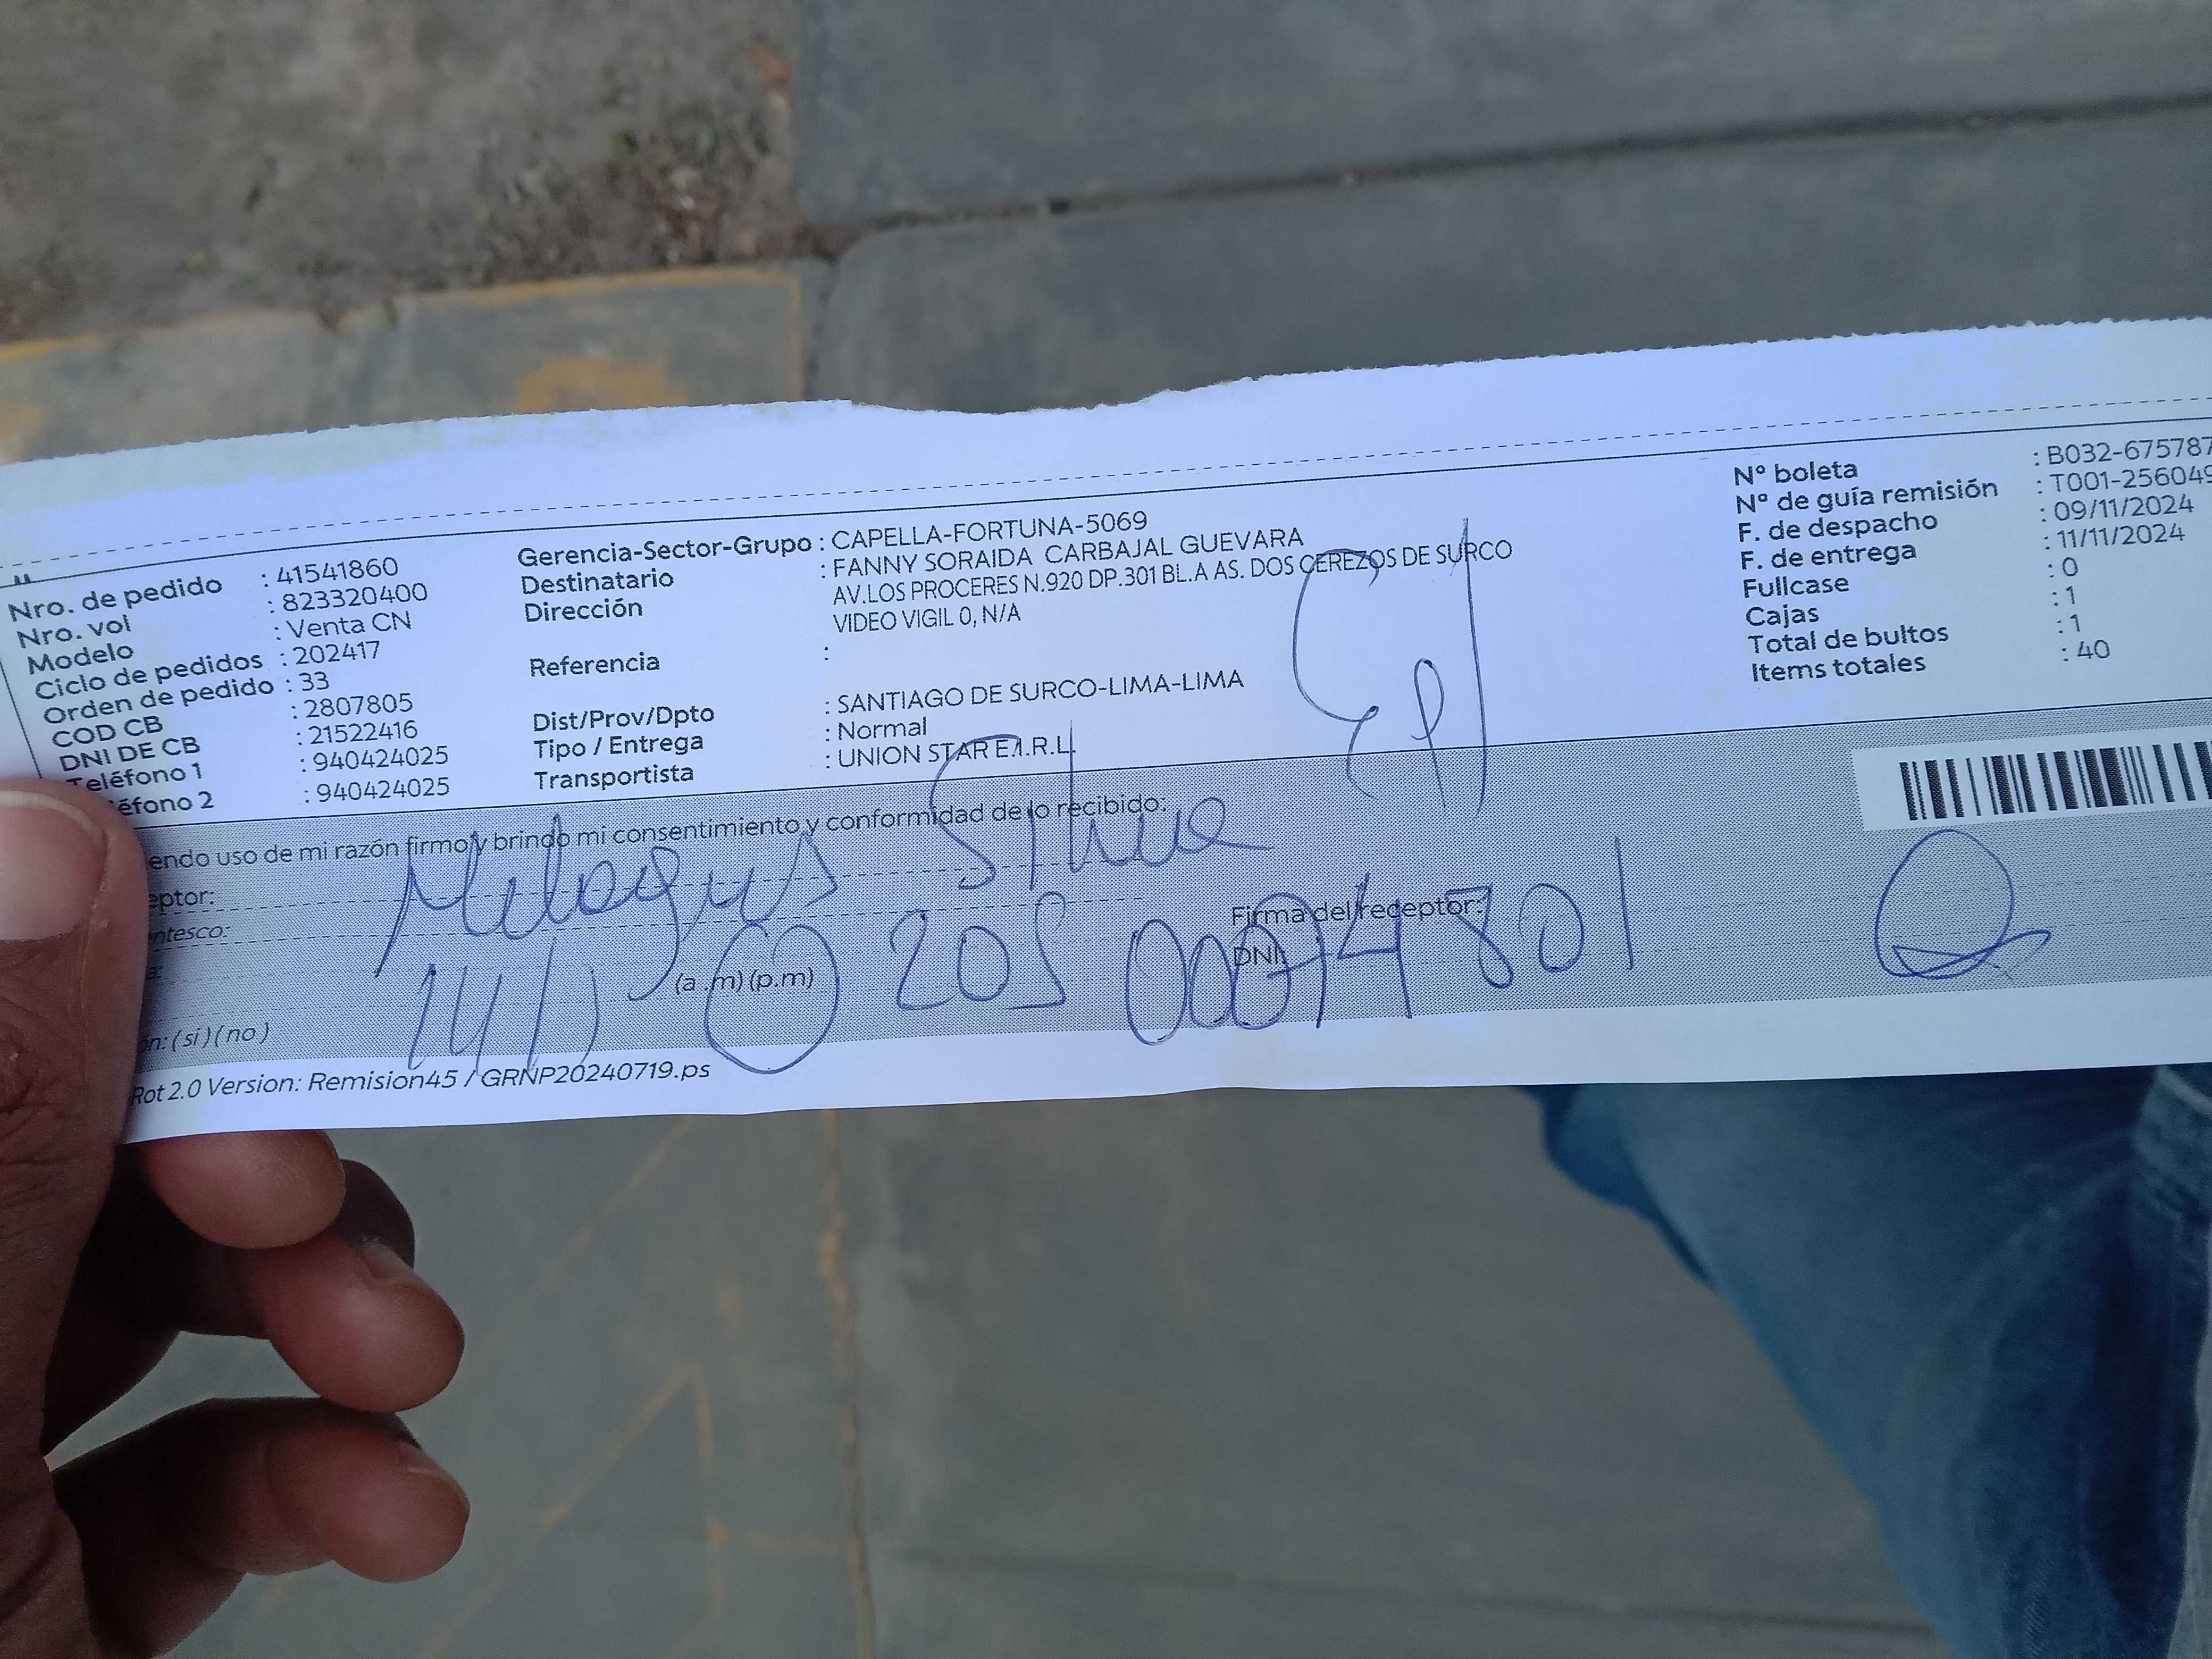 Nro. de pedido : 41541860
Nro. vol : 823320400
Modelo : Venta CN
Ciclo de pedidos : 202417
Orden de pedido : 33
COD CB : 2807805
DNI DE CB : 21522416
Teléfono 1 : 940424025
éfono 2 : 940424025
Gerencia-Sector-Grupo : CAPELLA-FORTUNA-5069
Destinatario : FANNY SORAIDA CARBAJAL GUEVARA
Dirección : AV.LOS PROCERES N.920 DP.301 BL.A AS. DOS CEREZOS DE SURCO
VIDEO VIGIL 0, N/A
Referencia :
Dist/Prov/Dpto : SANTIAGO DE SURCO-LIMA-LIMA
Tipo / Entrega : Normal
Transportista : UNION STAR E.I.R.L.
Nº boleta : B032-675787
Nº de guía remisión : T001-256049
F. de despacho : 09/11/2024
F. de entrega : 11/11/2024
Fullcase : 0
Cajas : 1
Total de bultos : 1
Items totales : 40
endo uso de mi razón firmo y brindo mi consentimiento y conformidad de lo recibido:
eptor: Silva
entesco:
a: (a .m) (p.m)
Firma del receptor:
DNI: 00074801
ón: ( si ) ( no )
Rot 2.0 Version: Remision45 / GRNP20240719.ps